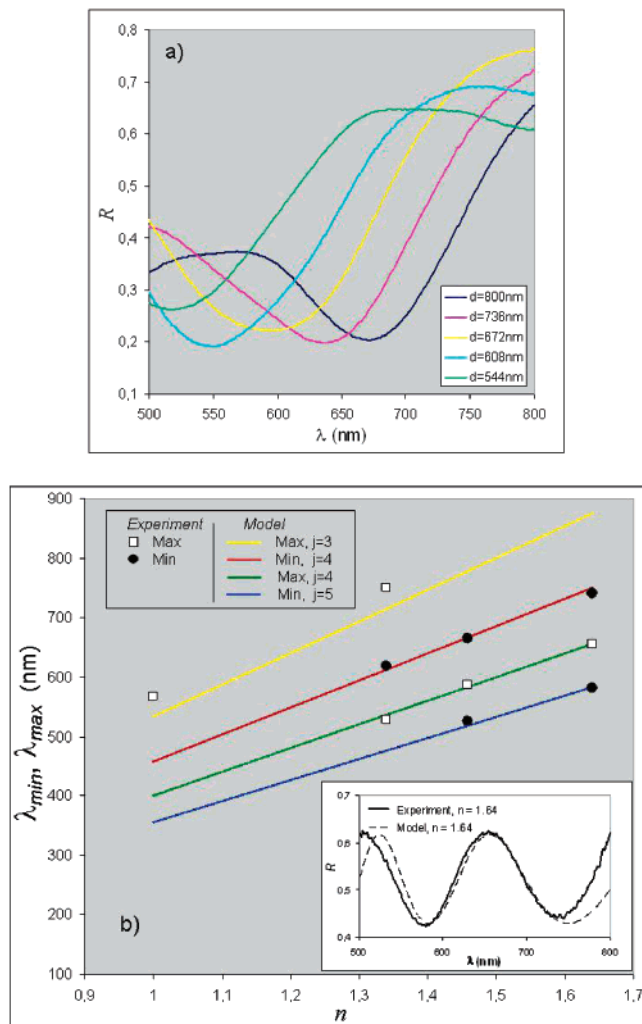 a)
0,8
0,7
0,6
0,5
0,4
0,3
0,2
0,1
R
500 550 600 650 700 750 800
λ (nm)
d=800nm
d=736nm
d=672nm
d=608nm
d=544nm
900
800
700
600
500
400
300
200
100
λmin, λmax (nm)
Experiment Model
Max Max, j=3
Min Min, j=4
Max, j=4
Min, j=5
b)
0,7
0,6
0,5
0,4
R
Experiment, n = 1.64
Model, n = 1.64
500 600 700 800
λ (nm)
0,9 1 1,1 1,2 1,3 1,4 1,5 1,6 1,7
n